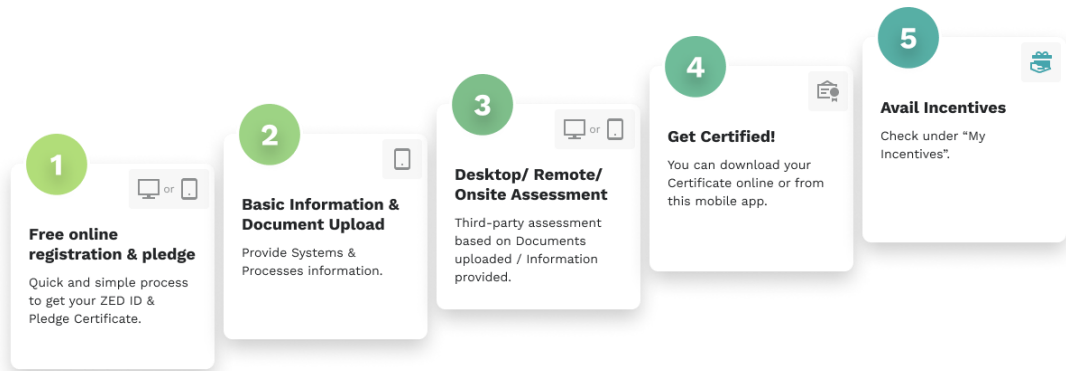 1
or
Free online
registration & pledge
Quick and simple process
to get your ZED ID &
Pledge Certificate.
2
Basic Information &
Document Upload
Provide Systems &
Processes information.
3
or
Desktop/ Remote/
Onsite Assessment
Third-party assessment
based on Documents
uploaded / Information
provided.
4
Get Certified!
You can download your
Certificate online or from
this mobile app.
5
Avail Incentives
Check under “My
Incentives”.